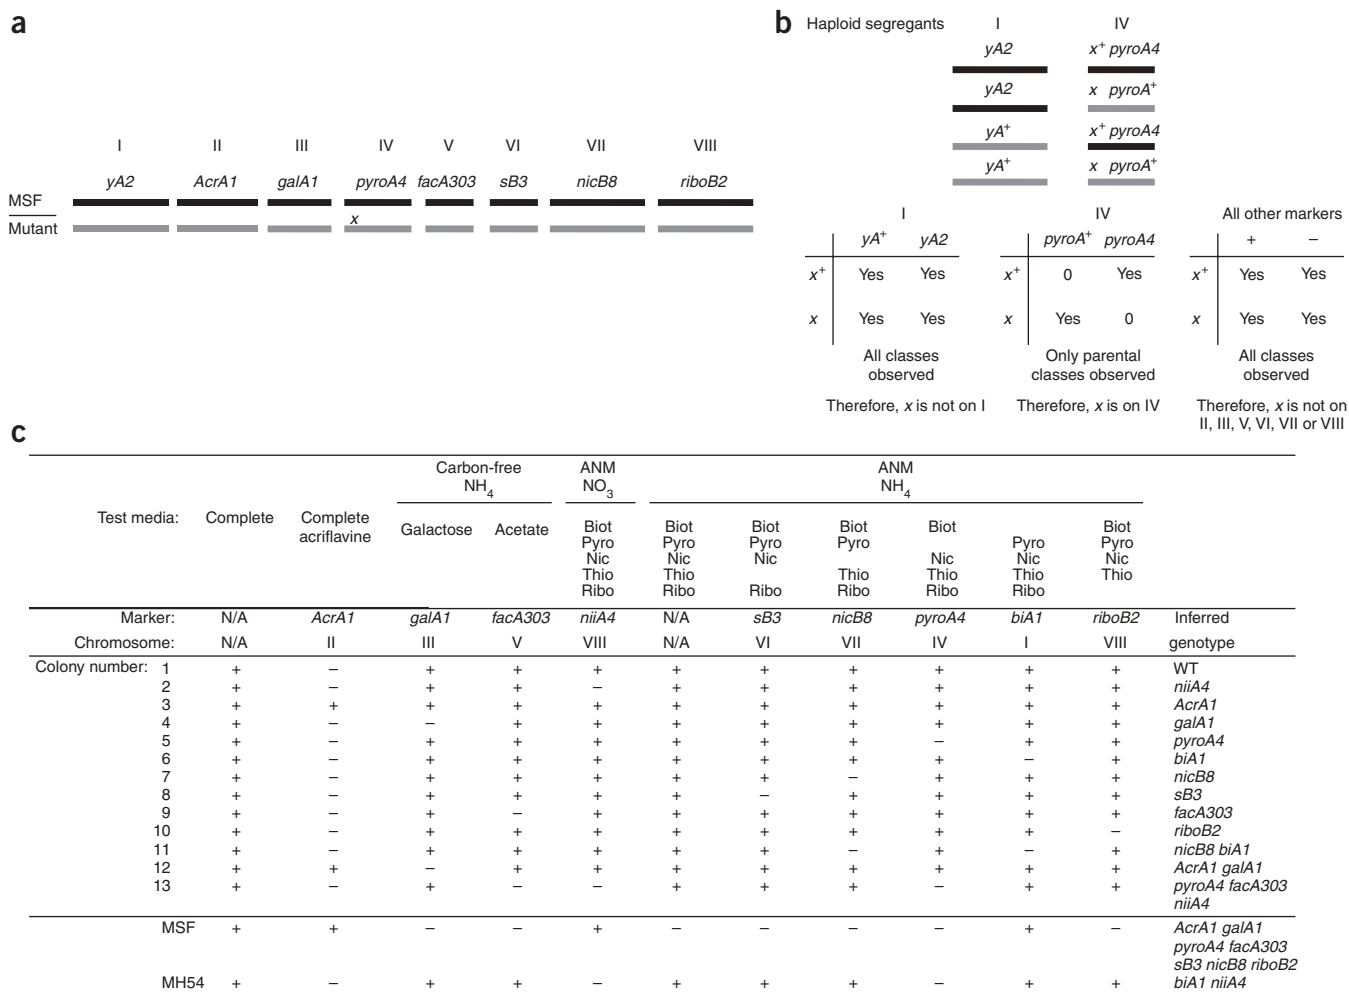 a
I II III IV V VI VII VIII
yA2 AcrA1 galA1 pyroA4 facA303 sB3 nicB8 riboB2
MSF
x
Mutant
b
Haploid segregants I IV
yA2 x+ pyroA4
yA2 x pyroA+
yA+ x+ pyroA4
yA+ x pyroA+
I IV All other markers
yA+ yA2 pyroA+ pyroA4 + –
x+ Yes Yes x+ 0 Yes x+ Yes Yes
x Yes Yes x Yes 0 x Yes Yes
All classes Only parental All classes
observed classes observed observed
Therefore, x is not on I Therefore, x is on IV Therefore, x is not on
II, III, V, VI, VII or VIII
c
Carbon-free ANM ANM
NH4 NO3 NH4
Test media: Complete Complete Galactose Acetate Biot Biot Biot Biot Biot Biot
acriflavine Pyro Pyro Pyro Pyro Pyro Pyro
Nic Nic Nic Nic Nic Nic
Thio Thio Thio Thio Thio Thio
Ribo Ribo Ribo Ribo Ribo Ribo
Marker: N/A AcrA1 galA1 facA303 niiA4 N/A sB3 nicB8 pyroA4 biA1 riboB2 Inferred
Chromosome: N/A II III V VIII N/A VI VII IV I VIII genotype
Colony number: 1 + – + + + + + + + + + WT
2 + – + + – + + + + + + niiA4
3 + + + + + + + + + + + AcrA1
4 + – – + + + + + + + + galA1
5 + – + + + + + + – + + pyroA4
6 + – + + + + + + + – + biA1
7 + – + + + + + – + + + nicB8
8 + – + + + + – + + + + sB3
9 + – + – + + + + + + + facA303
10 + – + + + + + + + + – riboB2
11 + – + + + + + – + – + nicB8 biA1
12 + + – + + + + + + + + AcrA1 galA1
13 + – + – – + + + – + + pyroA4 facA303
niiA4
MSF + + – – + – – – – + – AcrA1 galA1
pyroA4 facA303
sB3 nicB8 riboB2
MH54 + – + + – + + + – + + biA1 niiA4